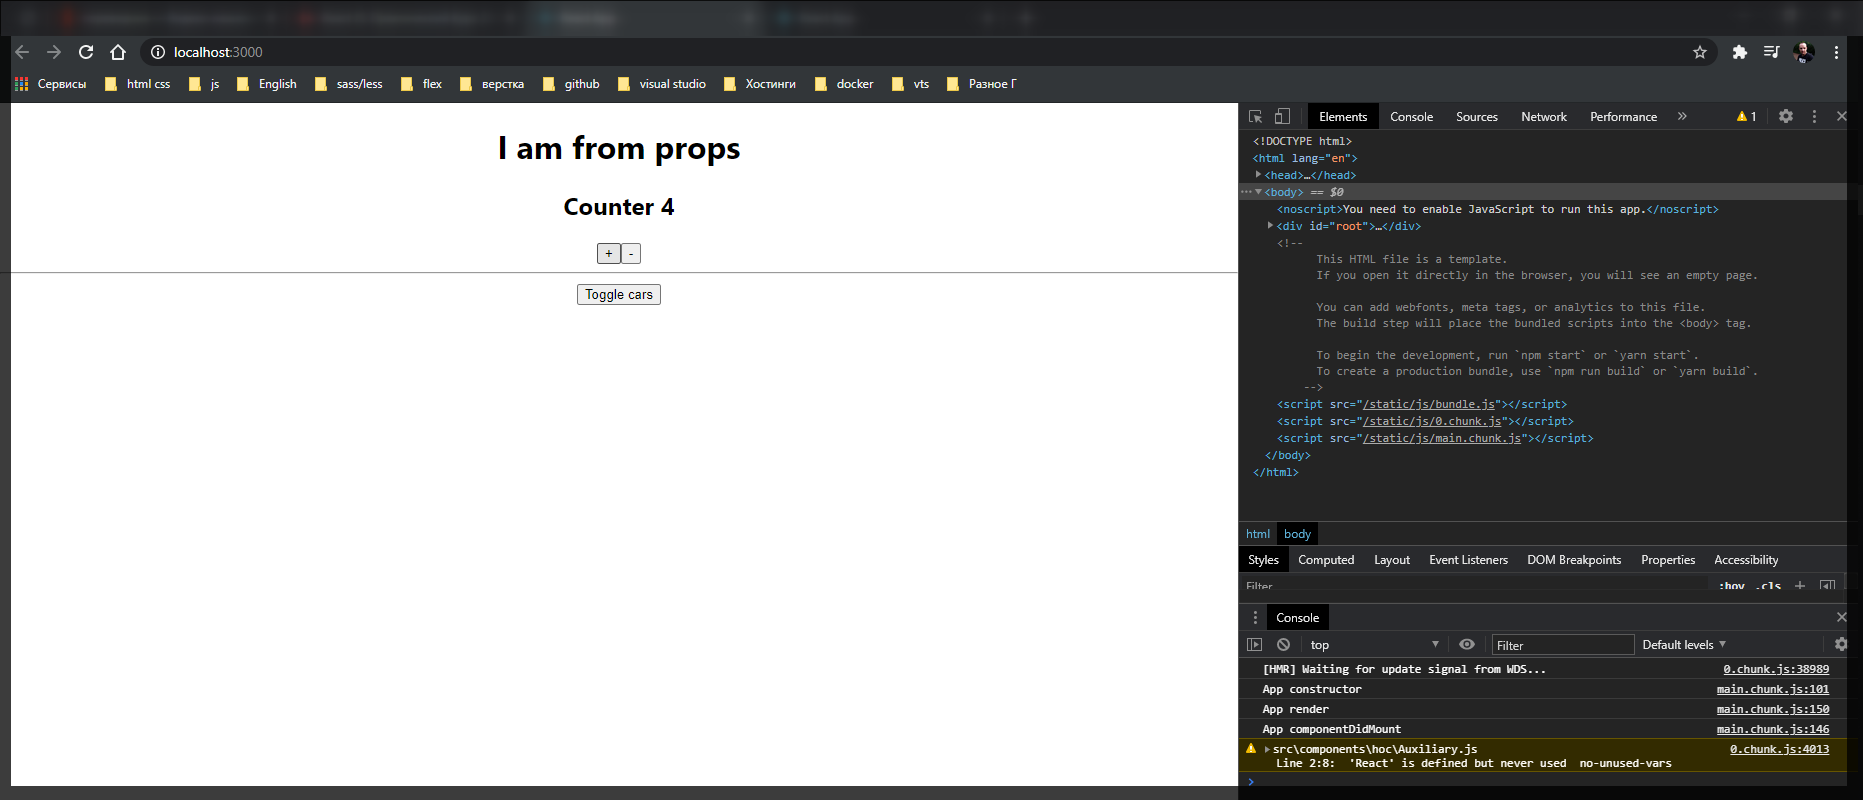 localhost:3000
Сервисы html css js English sass/less flex верстка github visual studio Хостинги docker vts Разное Г
I am from props
Counter 4
+ -
Toggle cars
Elements Console Sources Network Performance » 1
<!DOCTYPE html>
<html lang="en">
<head>…</head>
<body> == $0
<noscript>You need to enable JavaScript to run this app.</noscript>
<div id="root">…</div>
<!--
This HTML file is a template.
If you open it directly in the browser, you will see an empty page.
You can add webfonts, meta tags, or analytics to this file.
The build step will place the bundled scripts into the <body> tag.
To begin the development, run `npm start` or `yarn start`.
To create a production bundle, use `npm run build` or `yarn build`.
-->
<script src="/static/js/bundle.js"></script>
<script src="/static/js/0.chunk.js"></script>
<script src="/static/js/main.chunk.js"></script>
</body>
</html>
html body
Styles Computed Layout Event Listeners DOM Breakpoints Properties Accessibility
Filter :hov .cls +
Console
top Filter Default levels
[HMR] Waiting for update signal from WDS... 0.chunk.js:38989
App constructor main.chunk.js:101
App render main.chunk.js:150
App componentDidMount main.chunk.js:146
src\components\hoc\Auxiliary.js 0.chunk.js:4013
Line 2:8: 'React' is defined but never used no-unused-vars